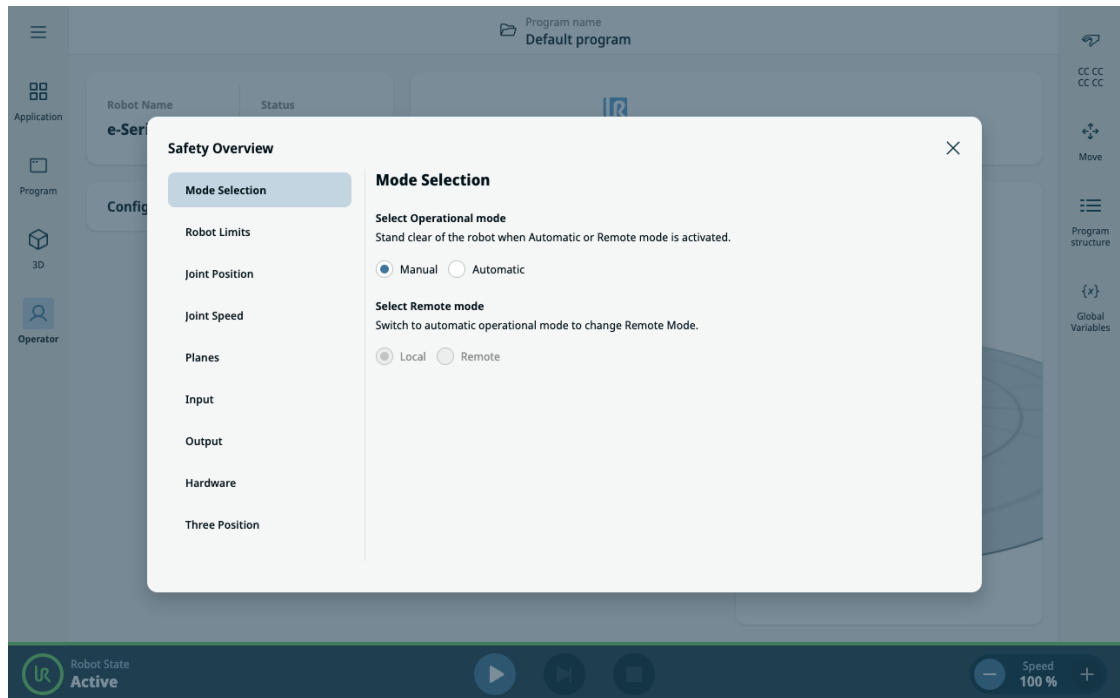 Program name
Default program
Application
Program
3D
Operator
Robot Name
Status
e-Seri
Config
Safety Overview
Mode Selection
Robot Limits
Joint Position
Joint Speed
Planes
Input
Output
Hardware
Three Position
Mode Selection
Select Operational mode
Stand clear of the robot when Automatic or Remote mode is activated.
Manual Automatic
Select Remote mode
Switch to automatic operational mode to change Remote Mode.
Local Remote
CC CC
CC CC
Move
Program
structure
{x}
Global
Variables
UR
Robot State
Active
Speed
100 %